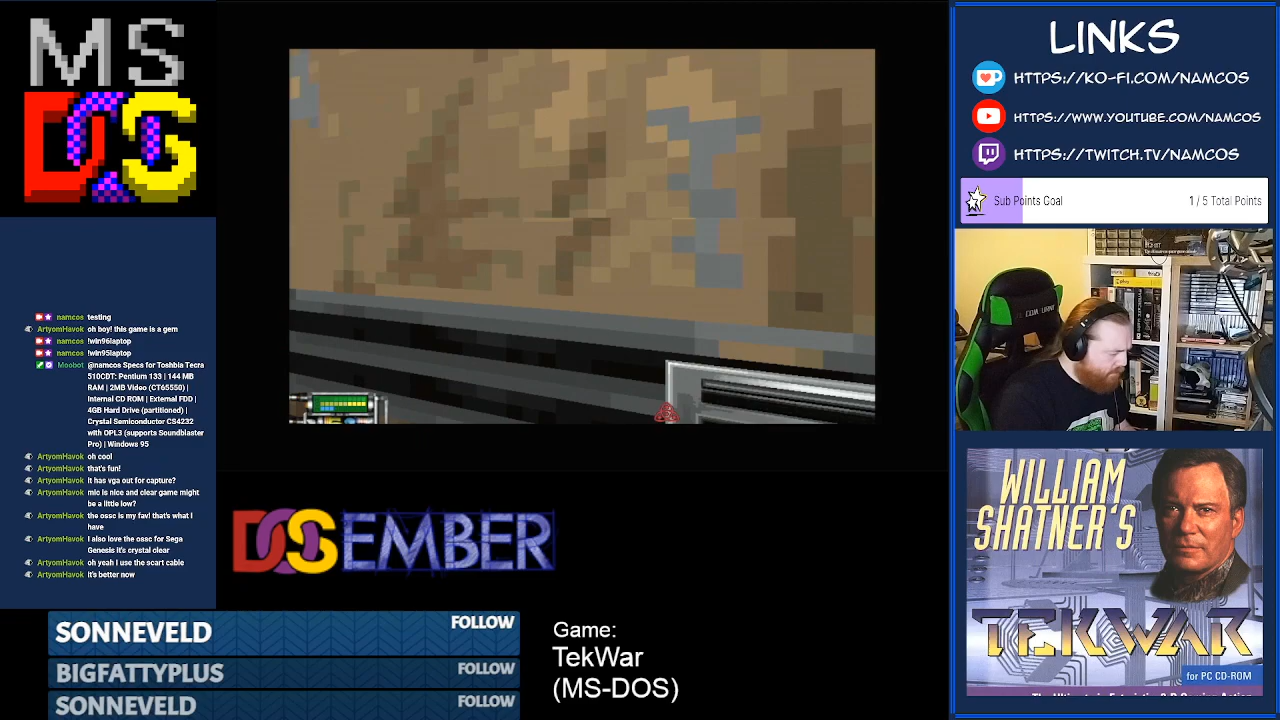 MS
DOS
namcos testing
ArtyomHavok oh boy! this game is a gem
namcos !win96laptop
namcos !win95laptop
Moobot @namcos Specs for Toshbia Tecra
510CDT: Pentium 133 | 144 MB
RAM | 2MB Video (CT65550) |
Internal CD ROM | External FDD |
4GB Hard Drive (partitioned) |
Crystal Semiconductor CS4232
with OPL3 (supports Soundblaster
Pro) | Windows 95
ArtyomHavok oh cool
ArtyomHavok that's fun!
ArtyomHavok it has vga out for capture?
ArtyomHavok mic is nice and clear game might
be a little low?
ArtyomHavok the ossc is my fav! that's what i
have
ArtyomHavok I also love the ossc for Sega
Genesis it's crystal clear
ArtyomHavok oh yeah I use the scart cable
ArtyomHavok it's better now
DOSEMBER
SONNEVELD FOLLOW
BIGFATTYPLUS FOLLOW
SONNEVELD FOLLOW
Game:
TekWar
(MS-DOS)
LINKS
HTTPS://KO-FI.COM/NAMCOS
HTTPS://WWW.YOUTUBE.COM/NAMCOS
HTTPS://TWITCH.TV/NAMCOS
Sub Points Goal 1 / 5 Total Points
WILLIAM
SHATNER'S
TEKWAR
for PC CD-ROM